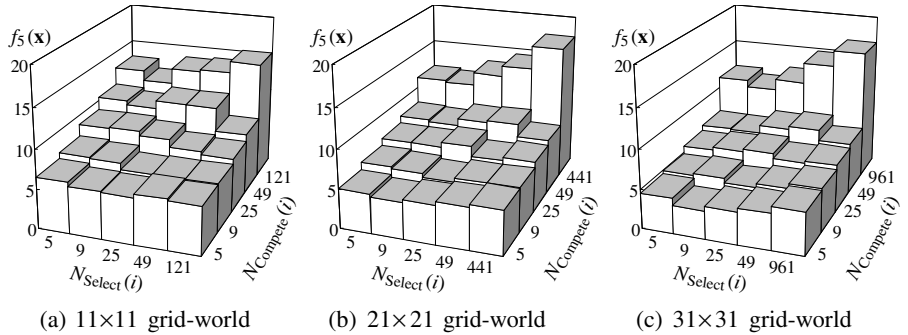 f5(x) f5(x) f5(x)
20 20 20
15 15 15
10 10 10
5 5 5
0 0 0
5 9 25 49 121 5 9 25 49 441 5 9 25 49 961
NSelect(i) NSelect(i) NSelect(i)
5 9 25 49 121 5 9 25 49 441 5 9 25 49 961
NCompete(i) NCompete(i) NCompete(i)
(a) 11×11 grid-world (b) 21×21 grid-world (c) 31×31 grid-world